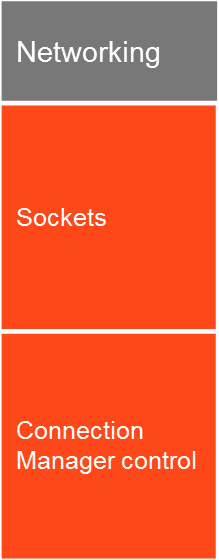 Networking
Sockets
Connection
Manager control